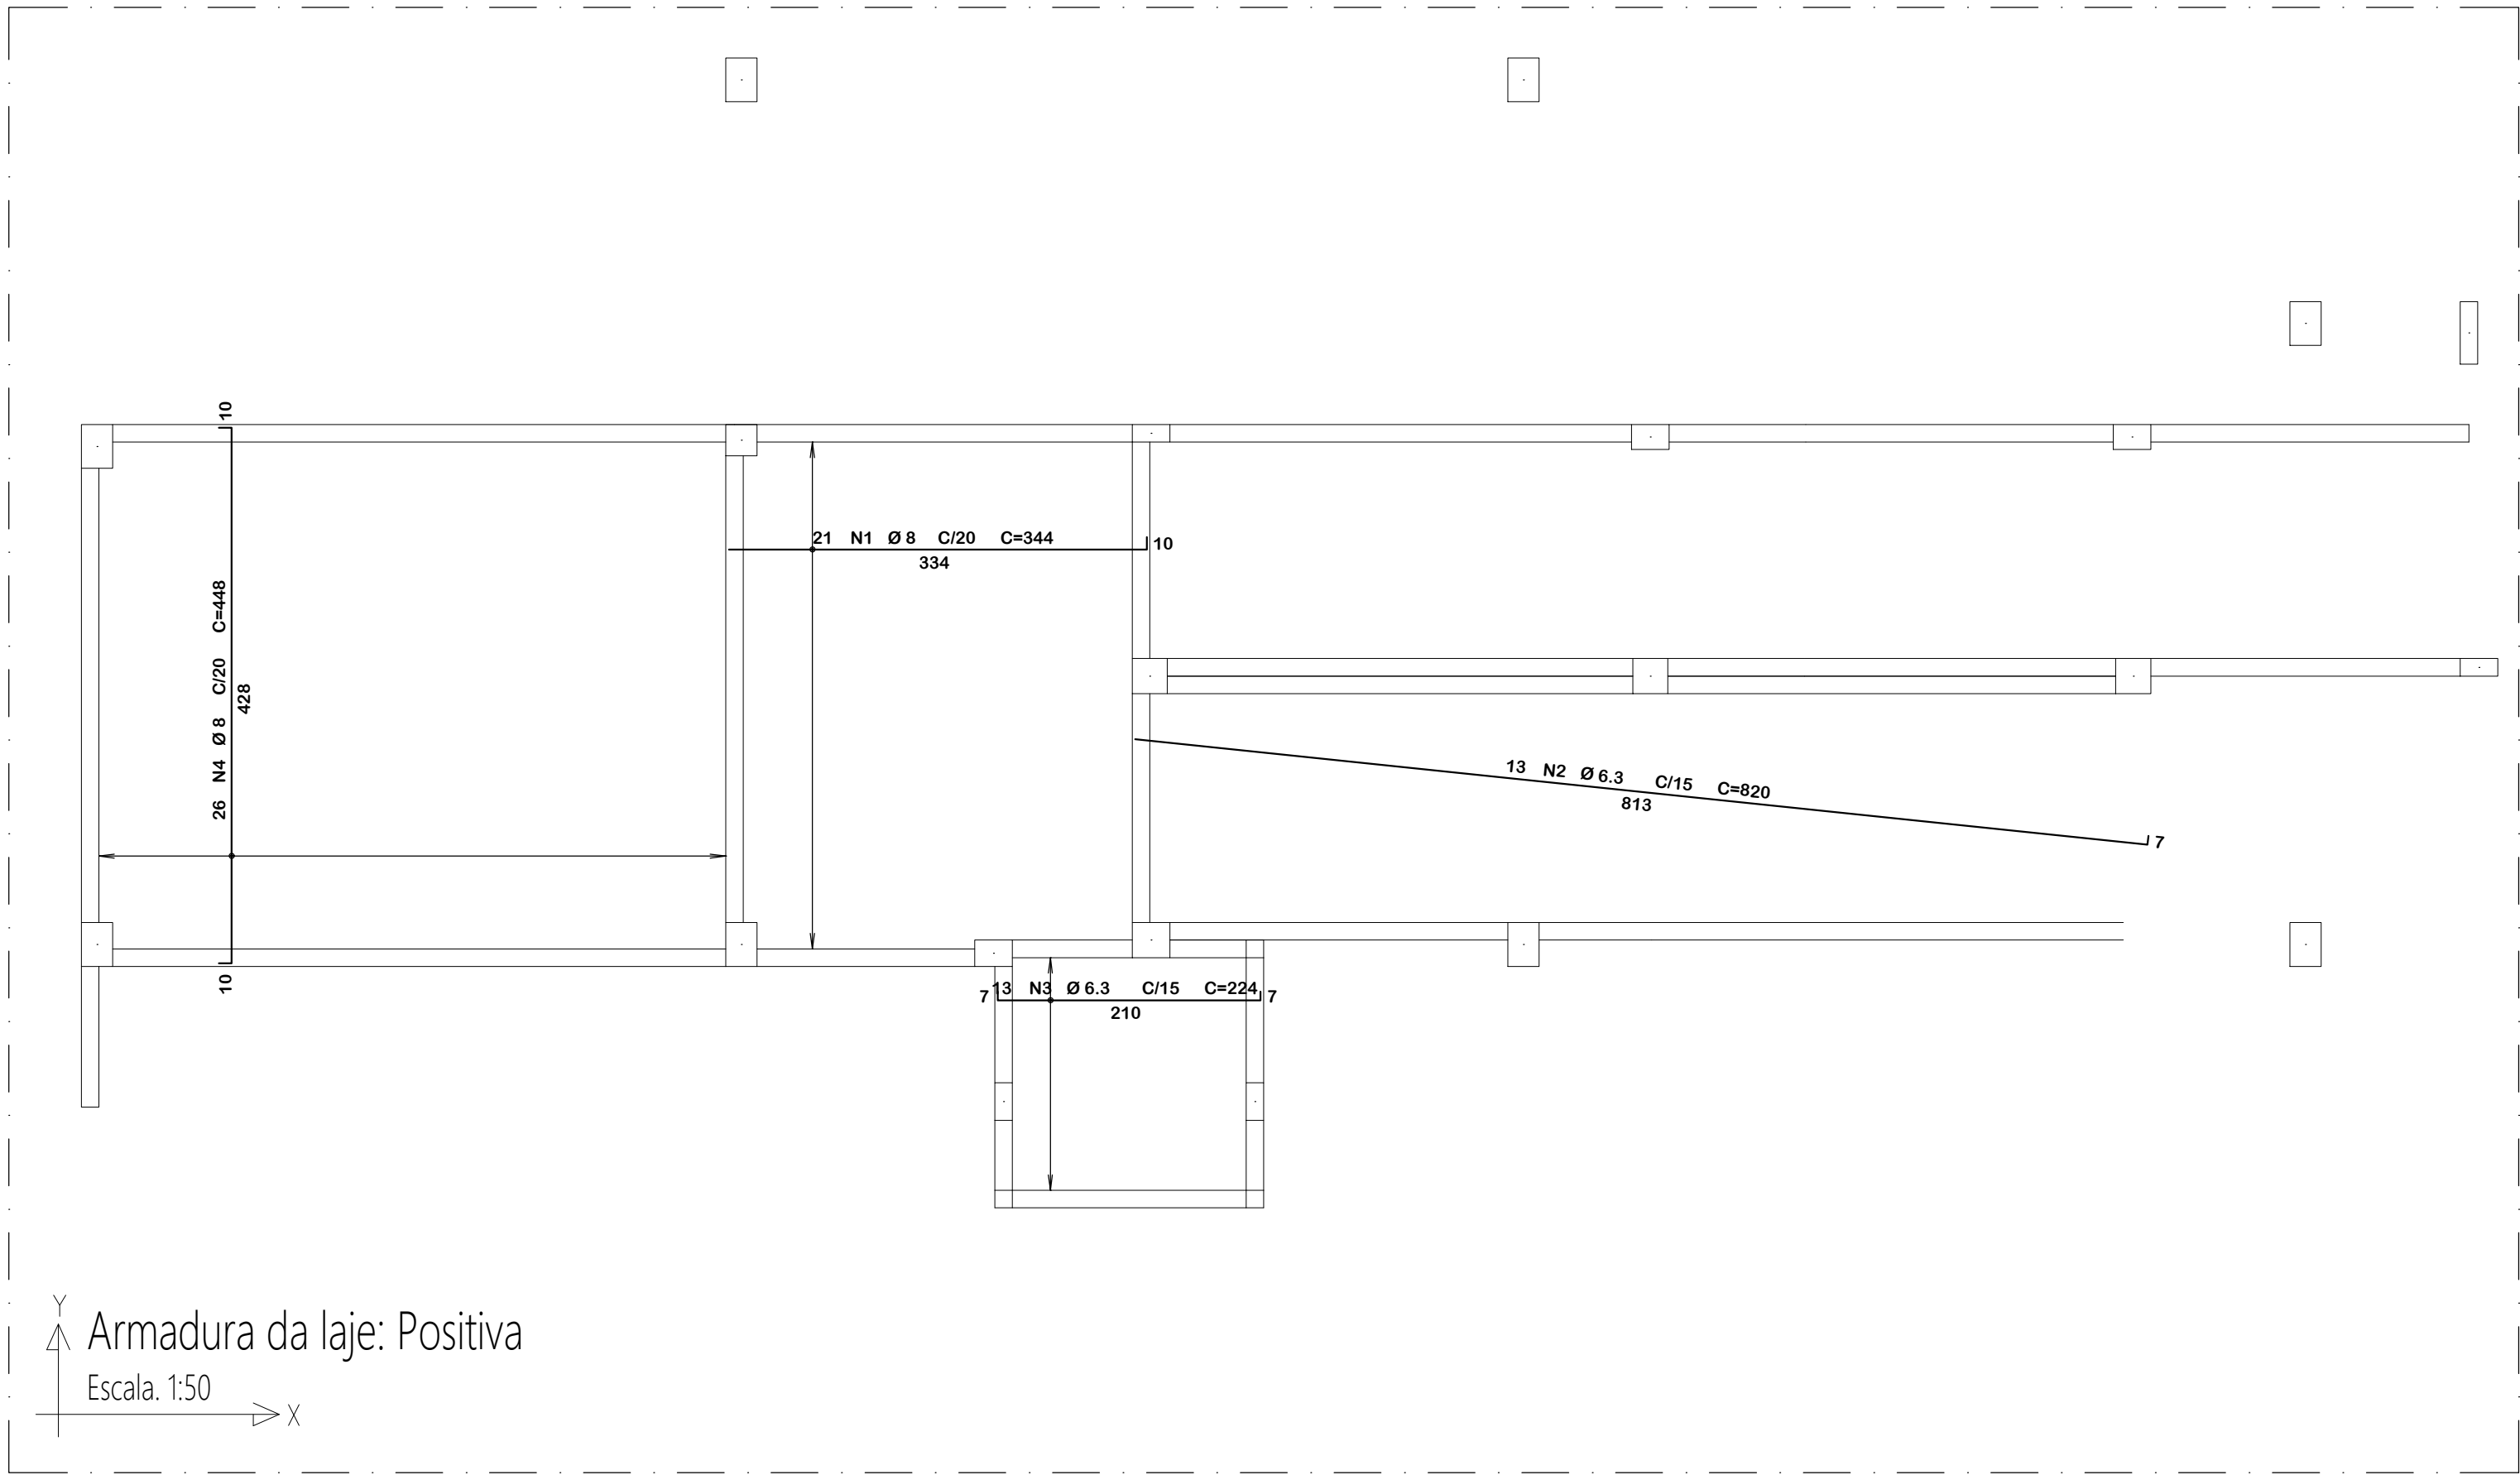 10
26 N4 Ø 8 C/20 C=448
428
10
21 N1 Ø 8 C/20 C=344
334
10
13 N2 Ø 6.3 C/15 C=820
813
7
7
13 N3 Ø 6.3 C/15 C=224
210
7
Y
Armadura da laje: Positiva
Escala. 1:50
X